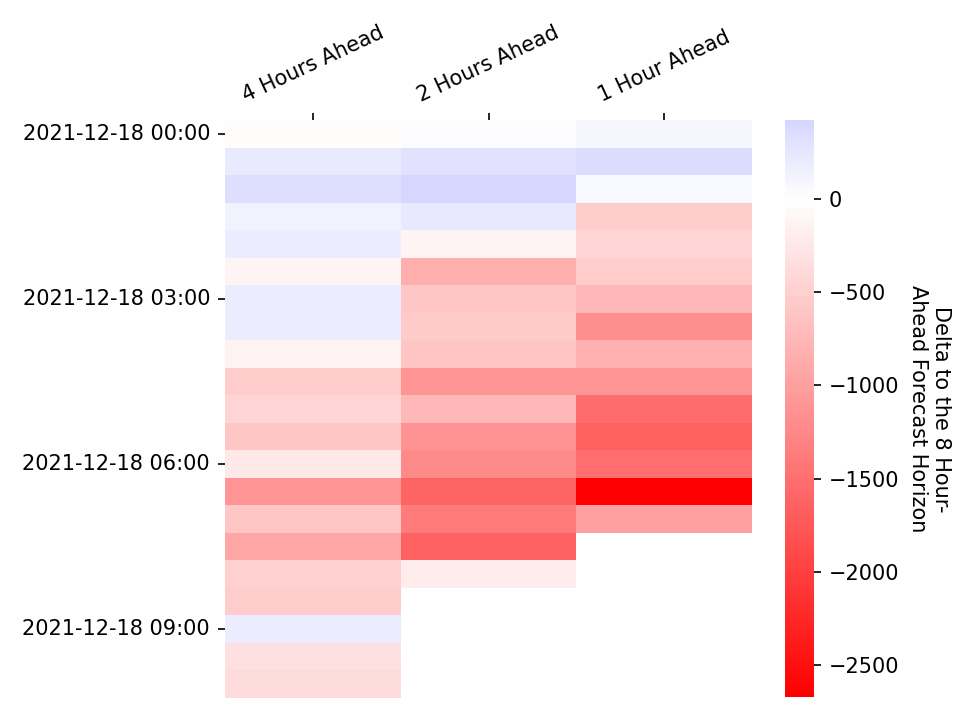 4 Hours Ahead
2 Hours Ahead
1 Hour Ahead
2021-12-18 00:00
2021-12-18 03:00
2021-12-18 06:00
2021-12-18 09:00
0
−500
−1000
−1500
−2000
−2500
Delta to the 8 Hour-
Ahead Forecast Horizon